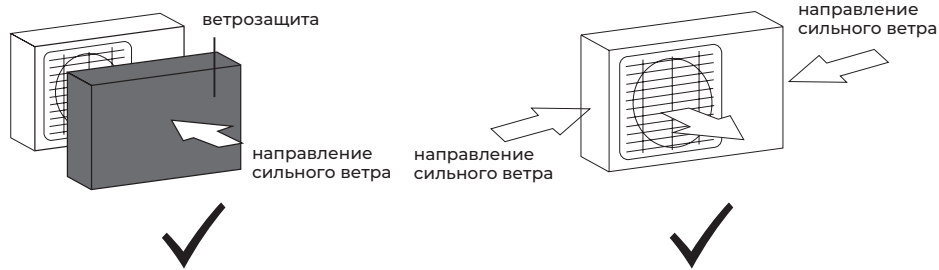 ветрозащита
направление
сильного ветра
направление
сильного ветра
направление
сильного ветра